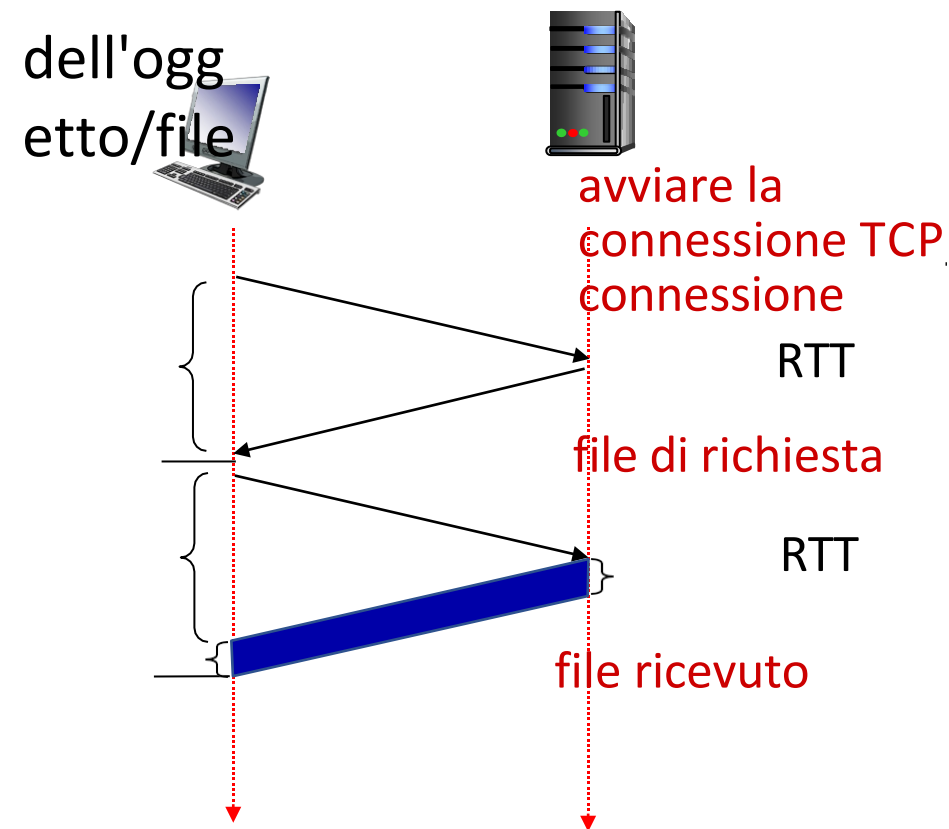 dell'ogg
etto/file
avviare la
connessione TCP
connessione
RTT
file di richiesta
RTT
file ricevuto